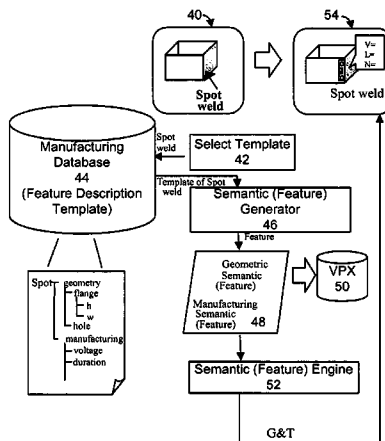 40
54
V=
L=
N=
Spot
weld
Spot weld
Manufacturing
Database
44
(Feature Description
Template)
Spot
weld
Select Template
42
Template of Spot
weld
Semantic (Feature)
Generator
46
Feature
Geometric
Semantic
(Feature)
Manufacturing
Semantic
(Feature)
48
VPX
50
Spot
geometry
flange
h
w
hole
manufacturing
voltage
duration
Semantic (Feature) Engine
52
G&T